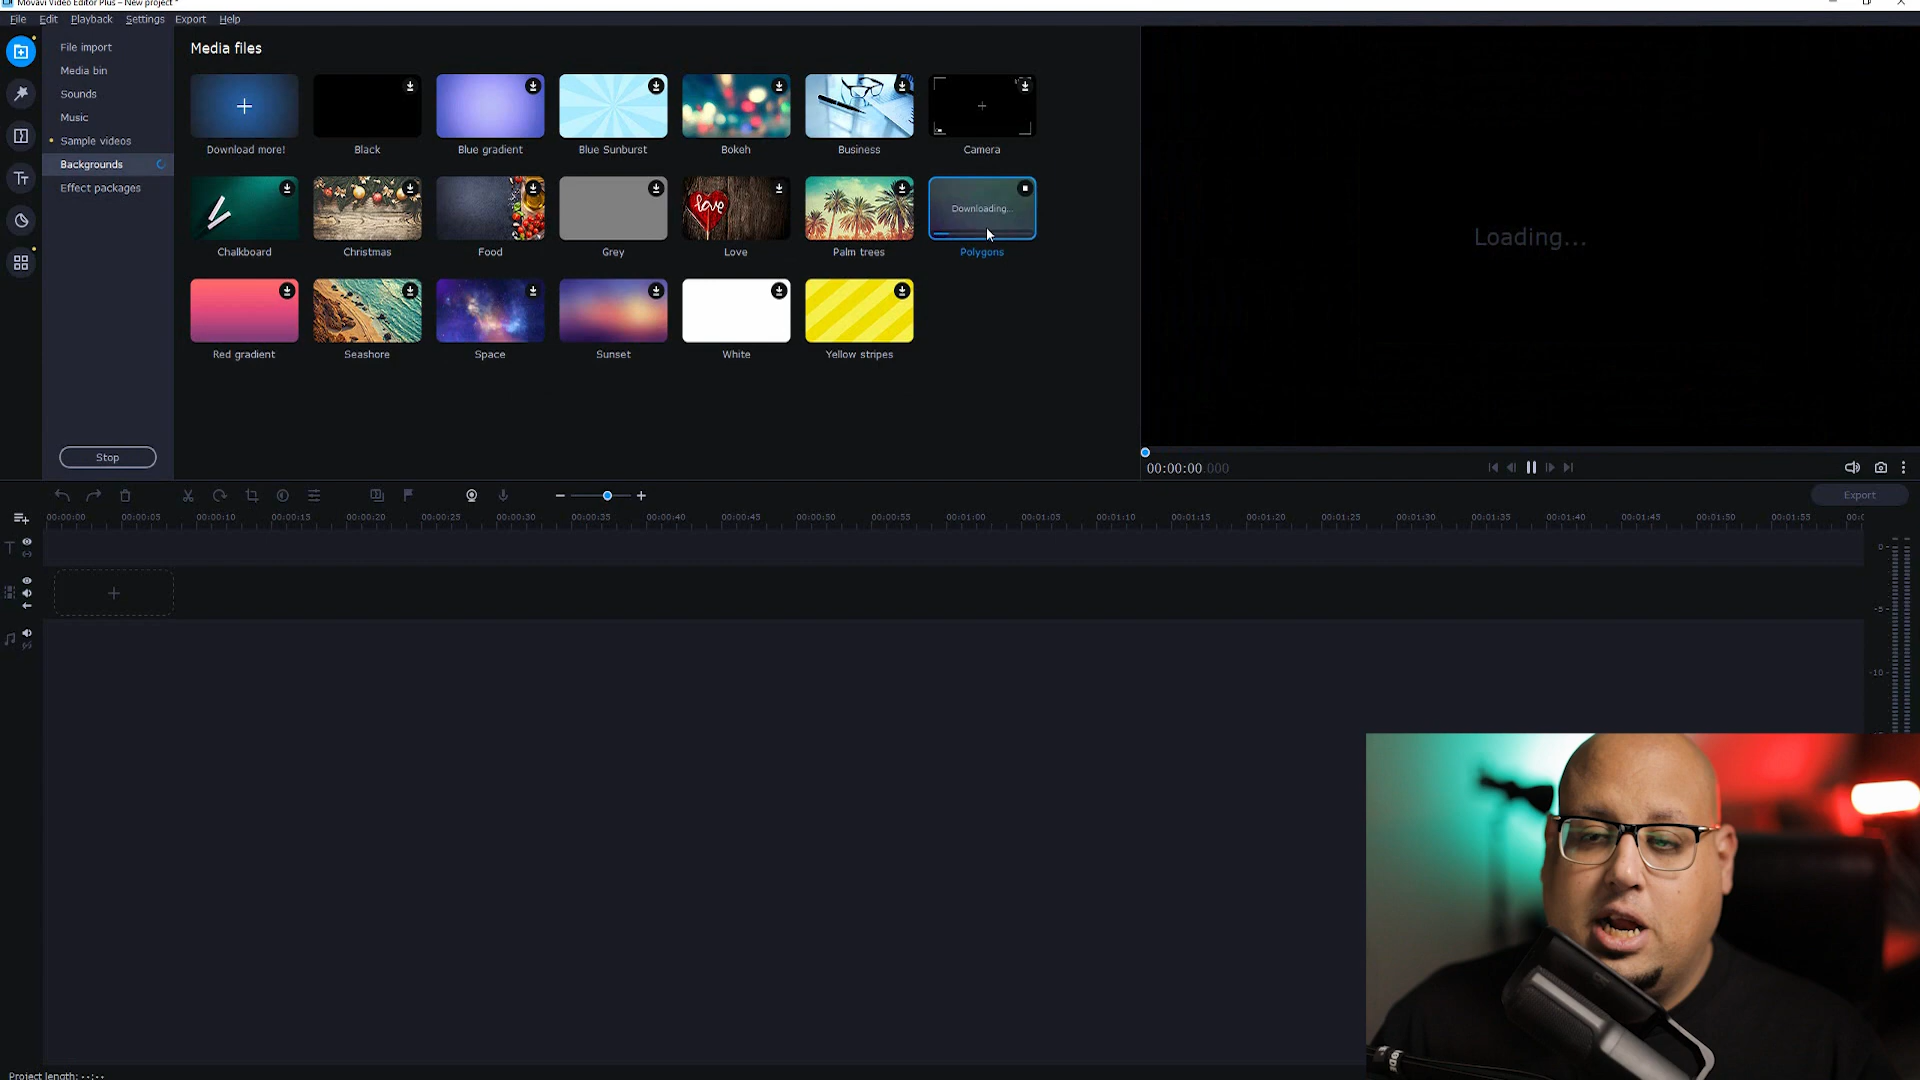 Movavi Video Editor Plus – New project *
File Edit Playback Settings Export Help
File import
Media bin
Sounds
Music
Sample videos
Backgrounds
Effect packages
Stop
Media files
Download more!
Black
Blue gradient
Blue Sunburst
Bokeh
Business
Camera
Chalkboard
Christmas
Food
Grey
love
Love
Palm trees
Downloading...
Polygons
Red gradient
Seashore
Space
Sunset
White
Yellow stripes
Loading...
00:00:00.000
Export
00:00:00 00:00:05 00:00:10 00:00:15 00:00:20 00:00:25 00:00:30 00:00:35 00:00:40 00:00:45 00:00:50 00:00:55 00:01:00 00:01:05 00:01:10 00:01:15 00:01:20 00:01:25 00:01:30 00:01:35 00:01:40 00:01:45 00:01:50 00:01:55
0
-5
-10
Project length: --:--